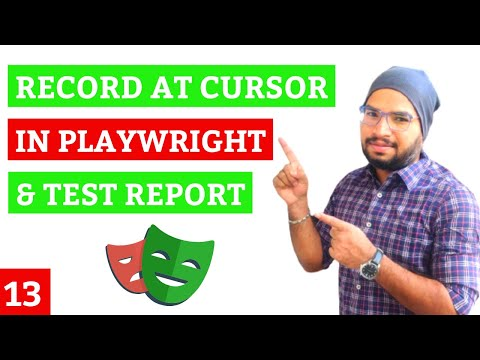 RECORD AT CURSOR
IN PLAYWRIGHT
& TEST REPORT
13